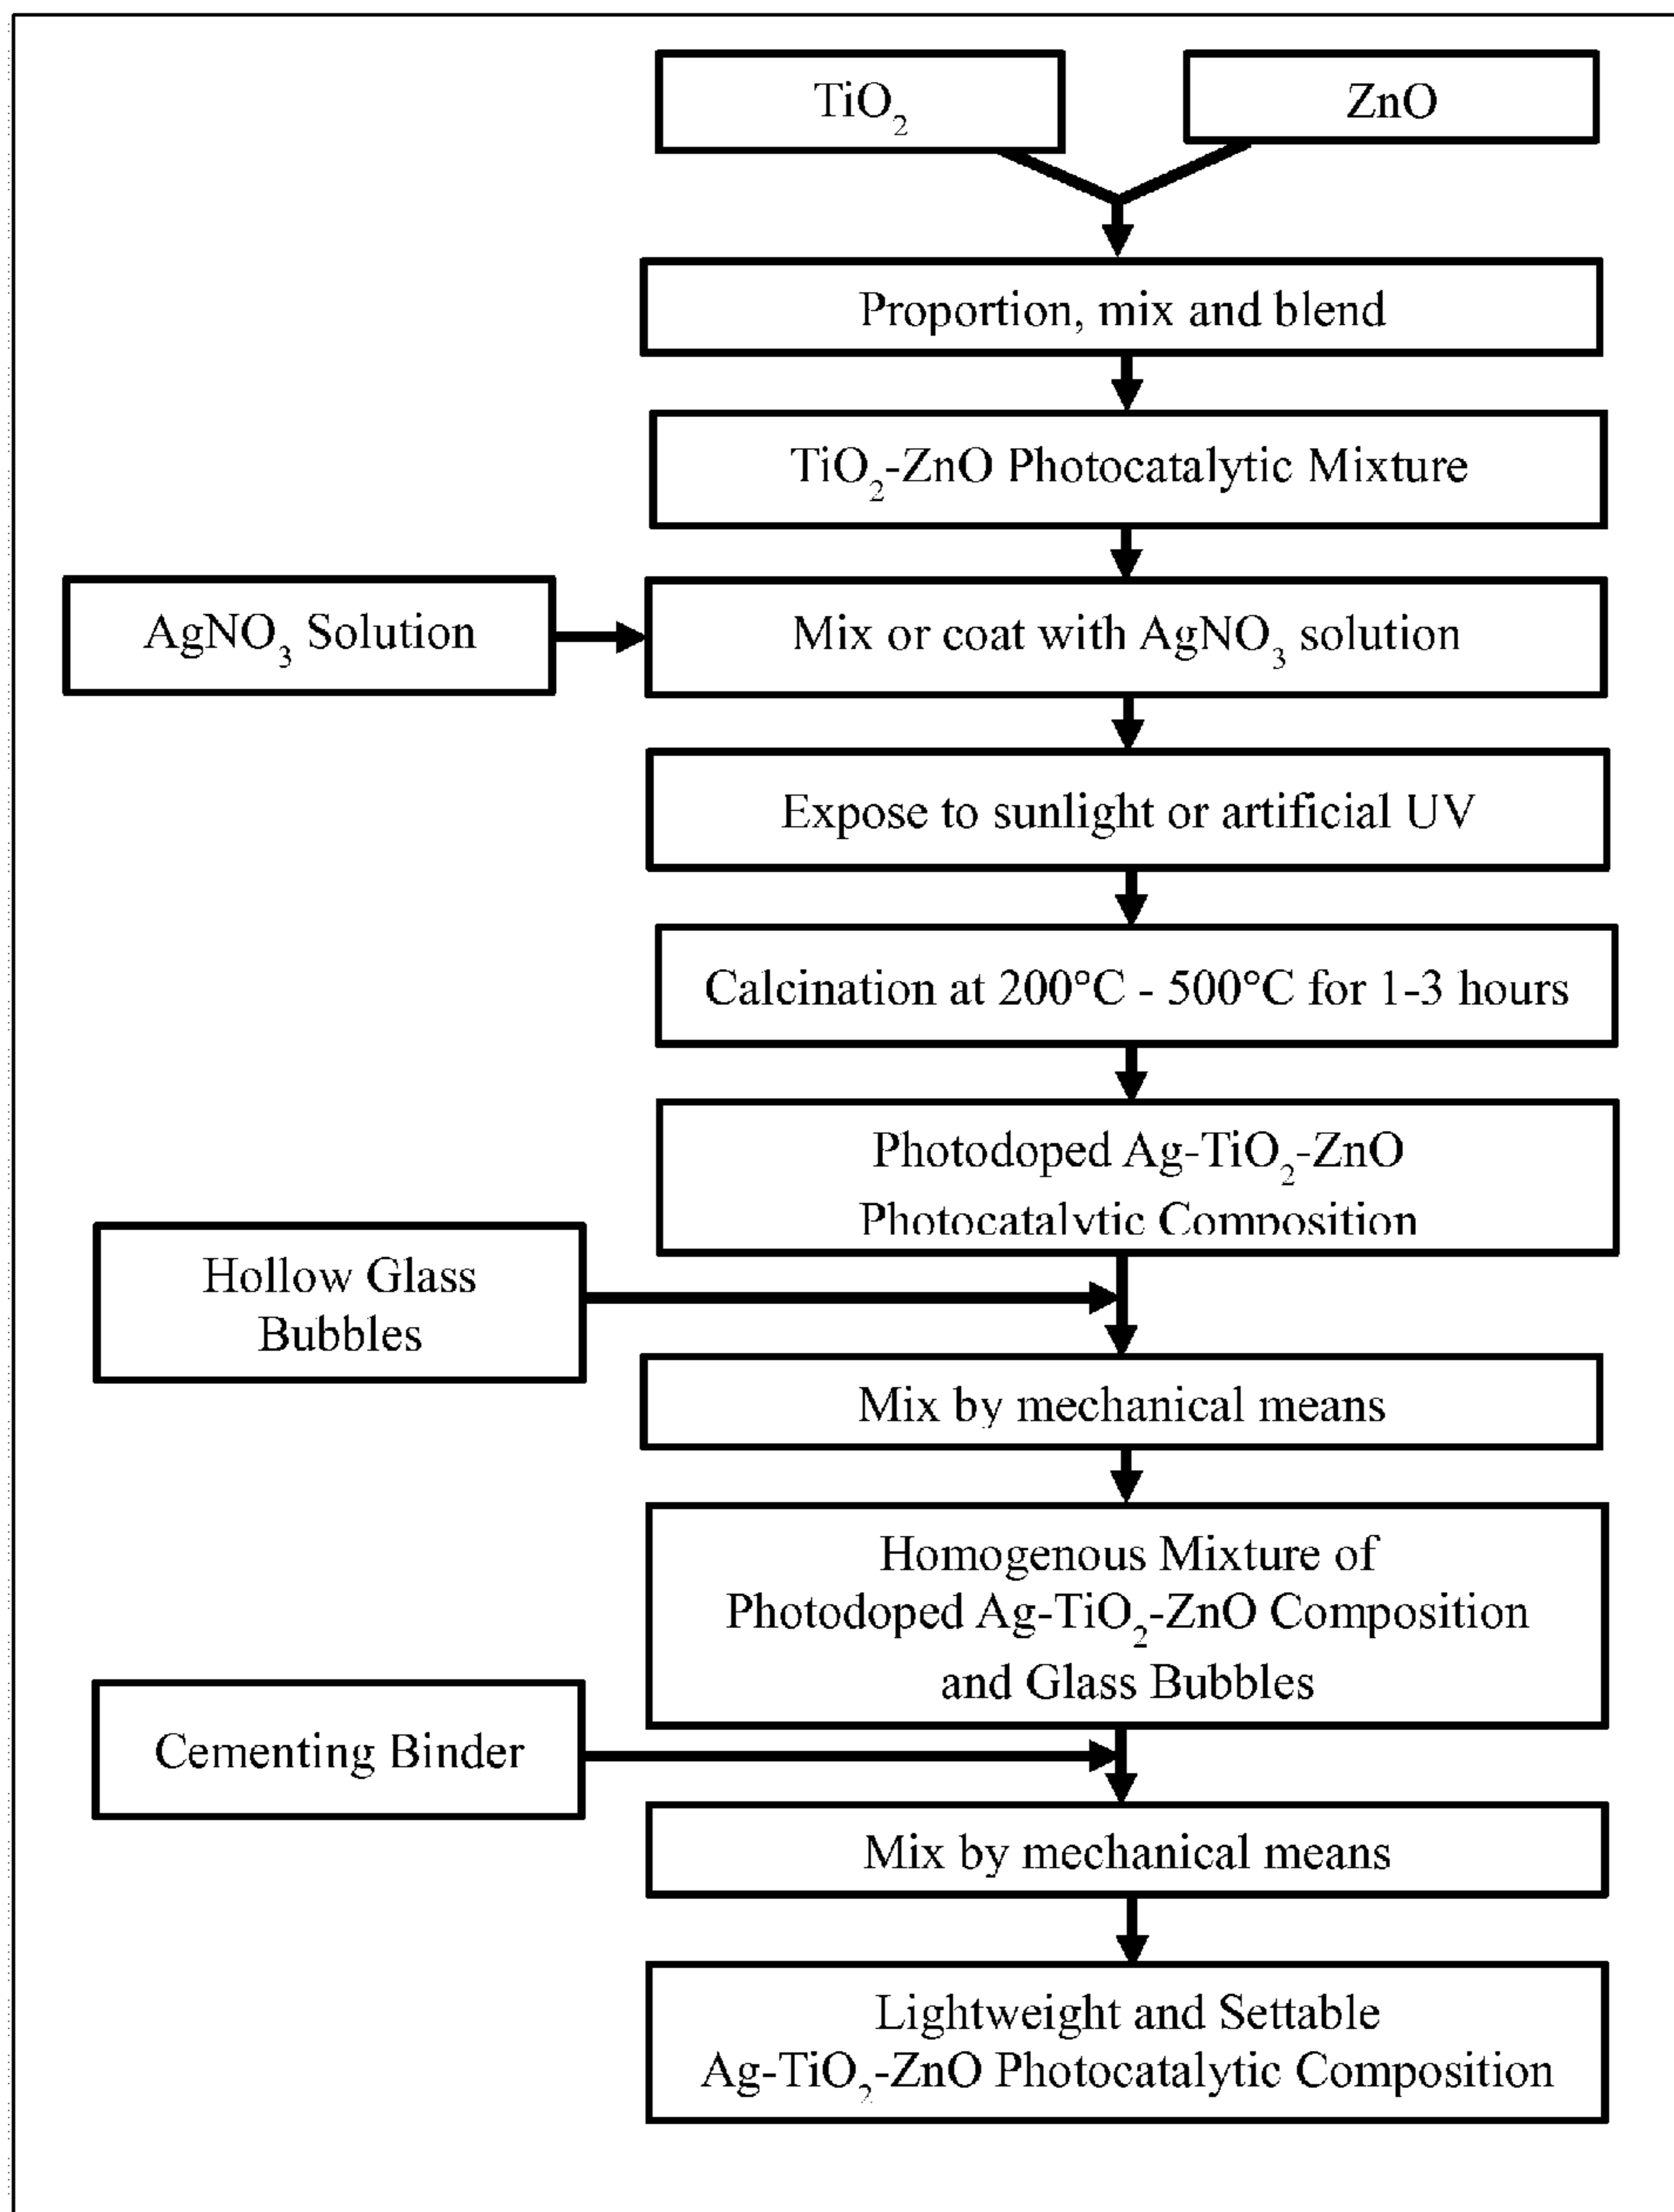 TiO₂
ZnO
Proportion, mix and blend
TiO₂-ZnO Photocatalytic Mixture
AgNO₃ Solution
Mix or coat with AgNO₃ solution
Expose to sunlight or artificial UV
Calcination at 200°C - 500°C for 1-3 hours
Photodoped Ag-TiO₂-ZnO
Photocatalytic Composition
Hollow Glass
Bubbles
Mix by mechanical means
Homogenous Mixture of
Photodoped Ag-TiO₂-ZnO Composition
and Glass Bubbles
Cementing Binder
Mix by mechanical means
Lightweight and Settable
Ag-TiO₂-ZnO Photocatalytic Composition